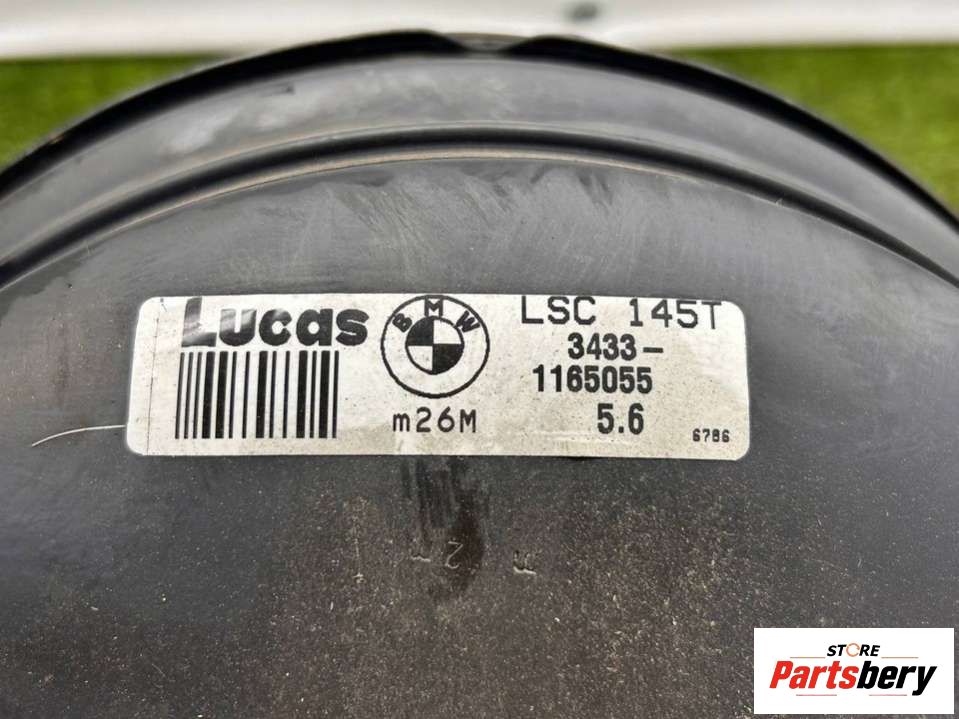 Lucas
BMW
m26M
LSC 145T
3433-
1165055
5.6
6786
STORE
Partsbery